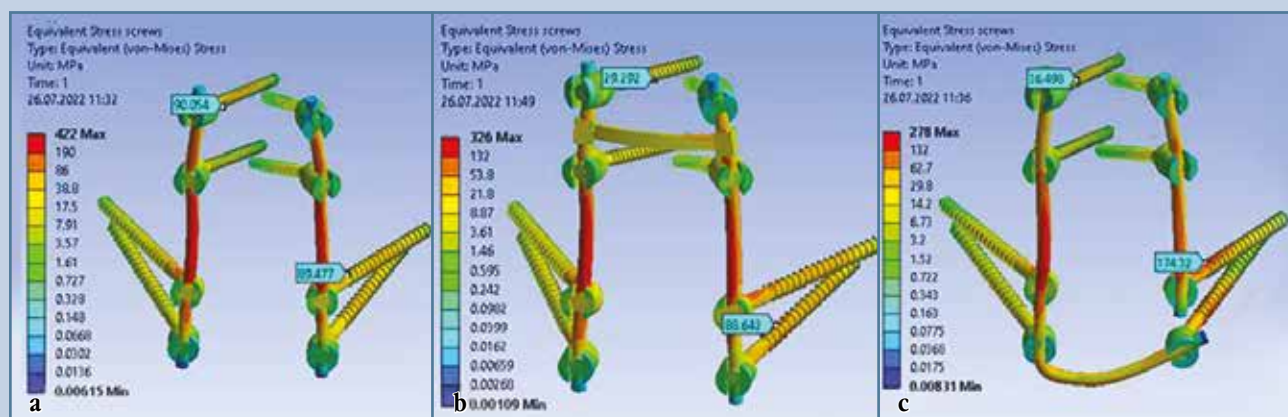 Equivalent Stress screws
Type: Equivalent (von-Mises) Stress
Unit: MPa
Time: 1
26.07.2022 11:32
422 Max
190
86
38.8
17.5
7.91
3.57
1.61
0.727
0.328
0.148
0.0668
0.0302
0.0136
0.00615 Min
90.054
89.477
a
Equivalent Stress screws
Type: Equivalent (von-Mises) Stress
Unit: MPa
Time: 1
26.07.2022 11:49
326 Max
132
53.8
21.8
8.87
3.61
1.46
0.595
0.242
0.0982
0.0399
0.0162
0.00659
0.00268
0.00109 Min
29.292
88.643
b
Equivalent Stress screws
Type: Equivalent (von-Mises) Stress
Unit: MPa
Time: 1
26.07.2022 11:36
278 Max
132
62.7
29.8
14.2
6.73
3.2
1.52
0.722
0.343
0.163
0.0775
0.0368
0.0175
0.00831 Min
174.32
c